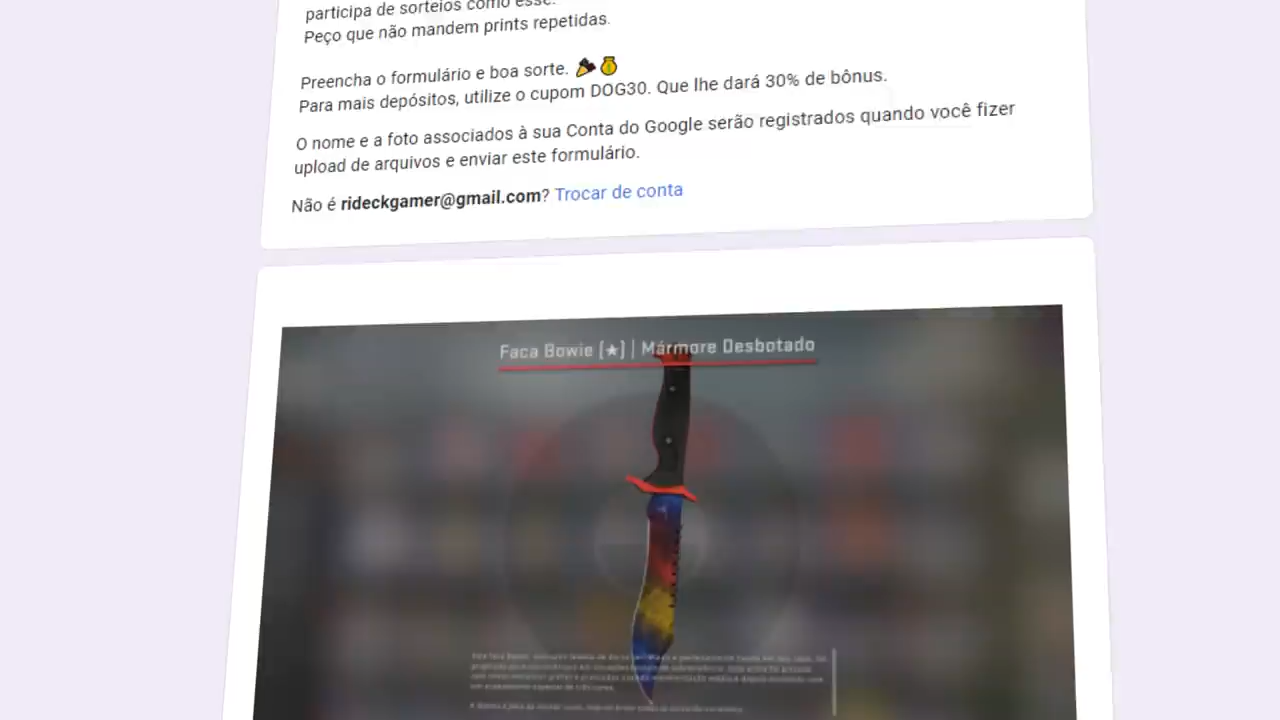 participa de sorteios como esse.
Peço que não mandem prints repetidas.
Preencha o formulário e boa sorte. 🎉💰
Para mais depósitos, utilize o cupom DOG30. Que lhe dará 30% de bônus.
O nome e a foto associados à sua Conta do Google serão registrados quando você fizer
upload de arquivos e enviar este formulário.
Não é rideckgamer@gmail.com? Trocar de conta
Faca Bowie (★) | Mármore Desbotado